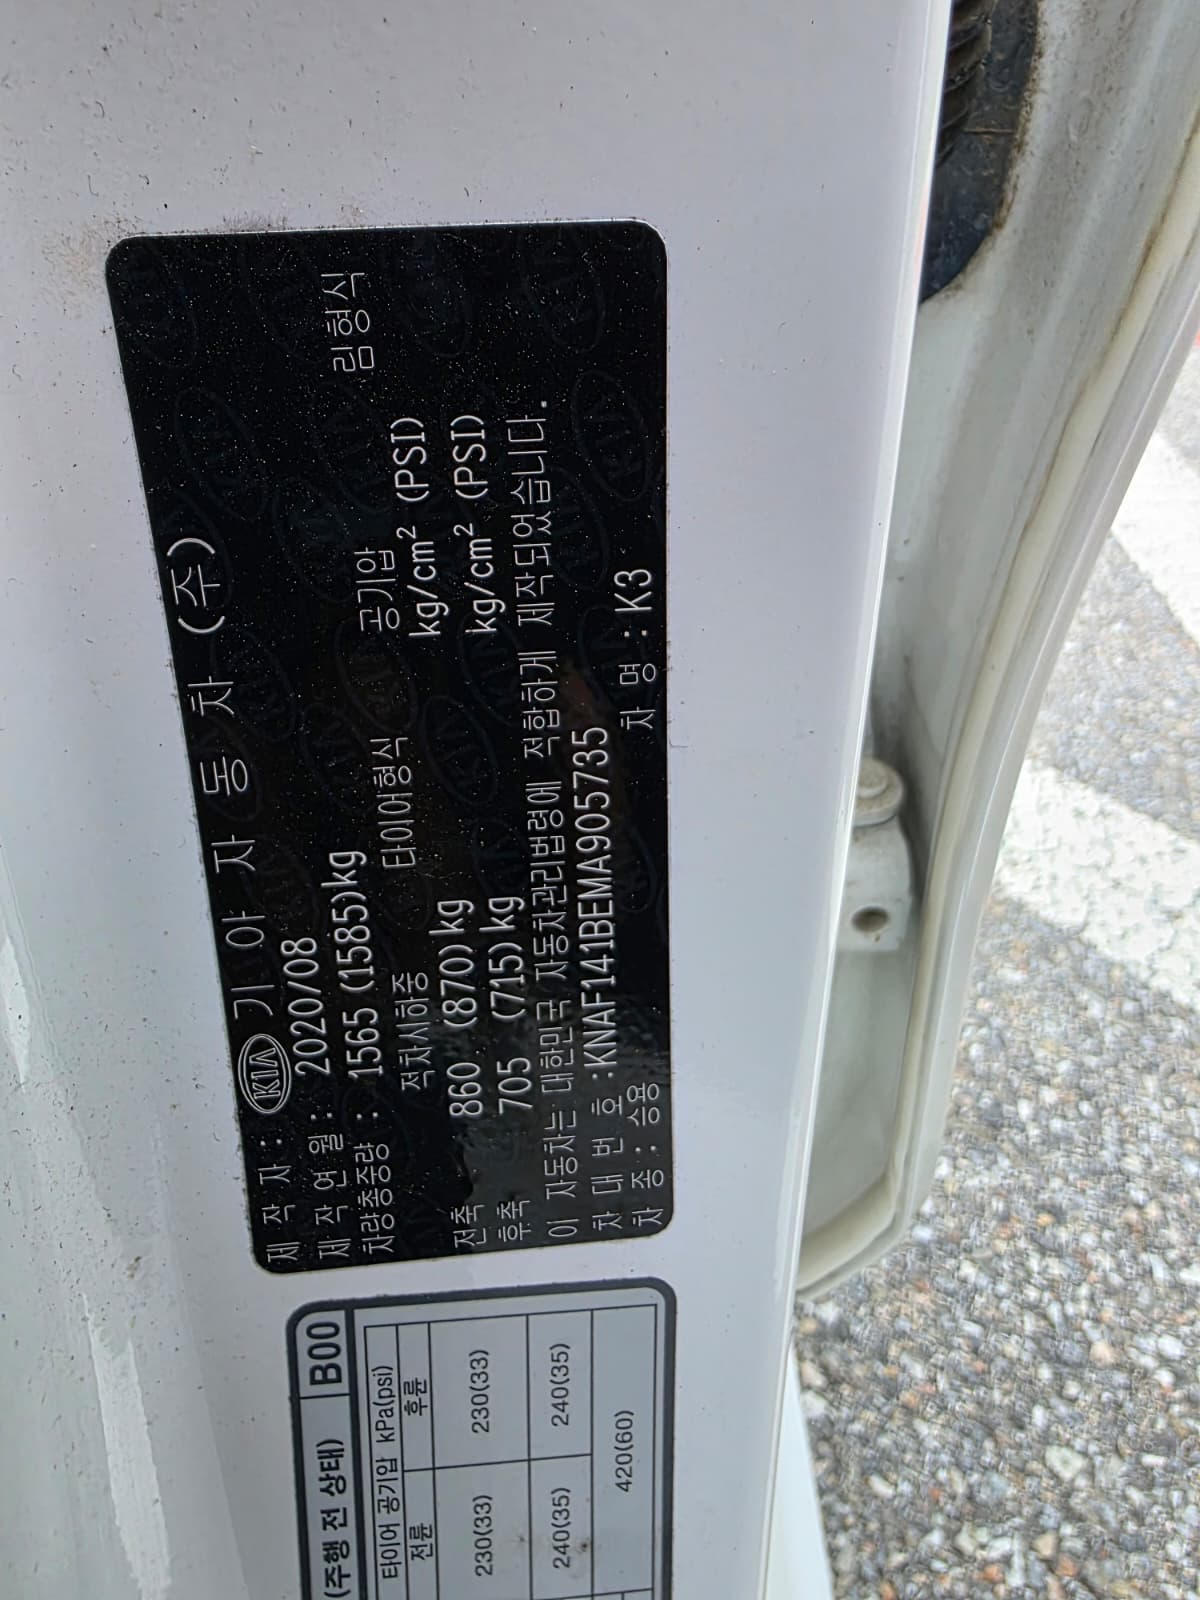 제 작 자 : KIA 기 아 자 동 차 (주)
제 작 연 월 : 2020/08
차량총중량 : 1565 (1585)kg
적차시하중 타이어형식 공기압 림형식
전축 860 (870)kg kg/cm² (PSI)
후축 705 (715)kg kg/cm² (PSI)
이 자동차는 대한민국 자동차관리법령에 적합하게 제작되었습니다.
차 대 번 호 :KNAF141BEMA905735
차 종 : 승용 차 명 : K3
(주행 전 상태) B00
타이어 공기압 kPa(psi)
전륜 후륜
230(33) 230(33)
240(35) 240(35)
420(60)